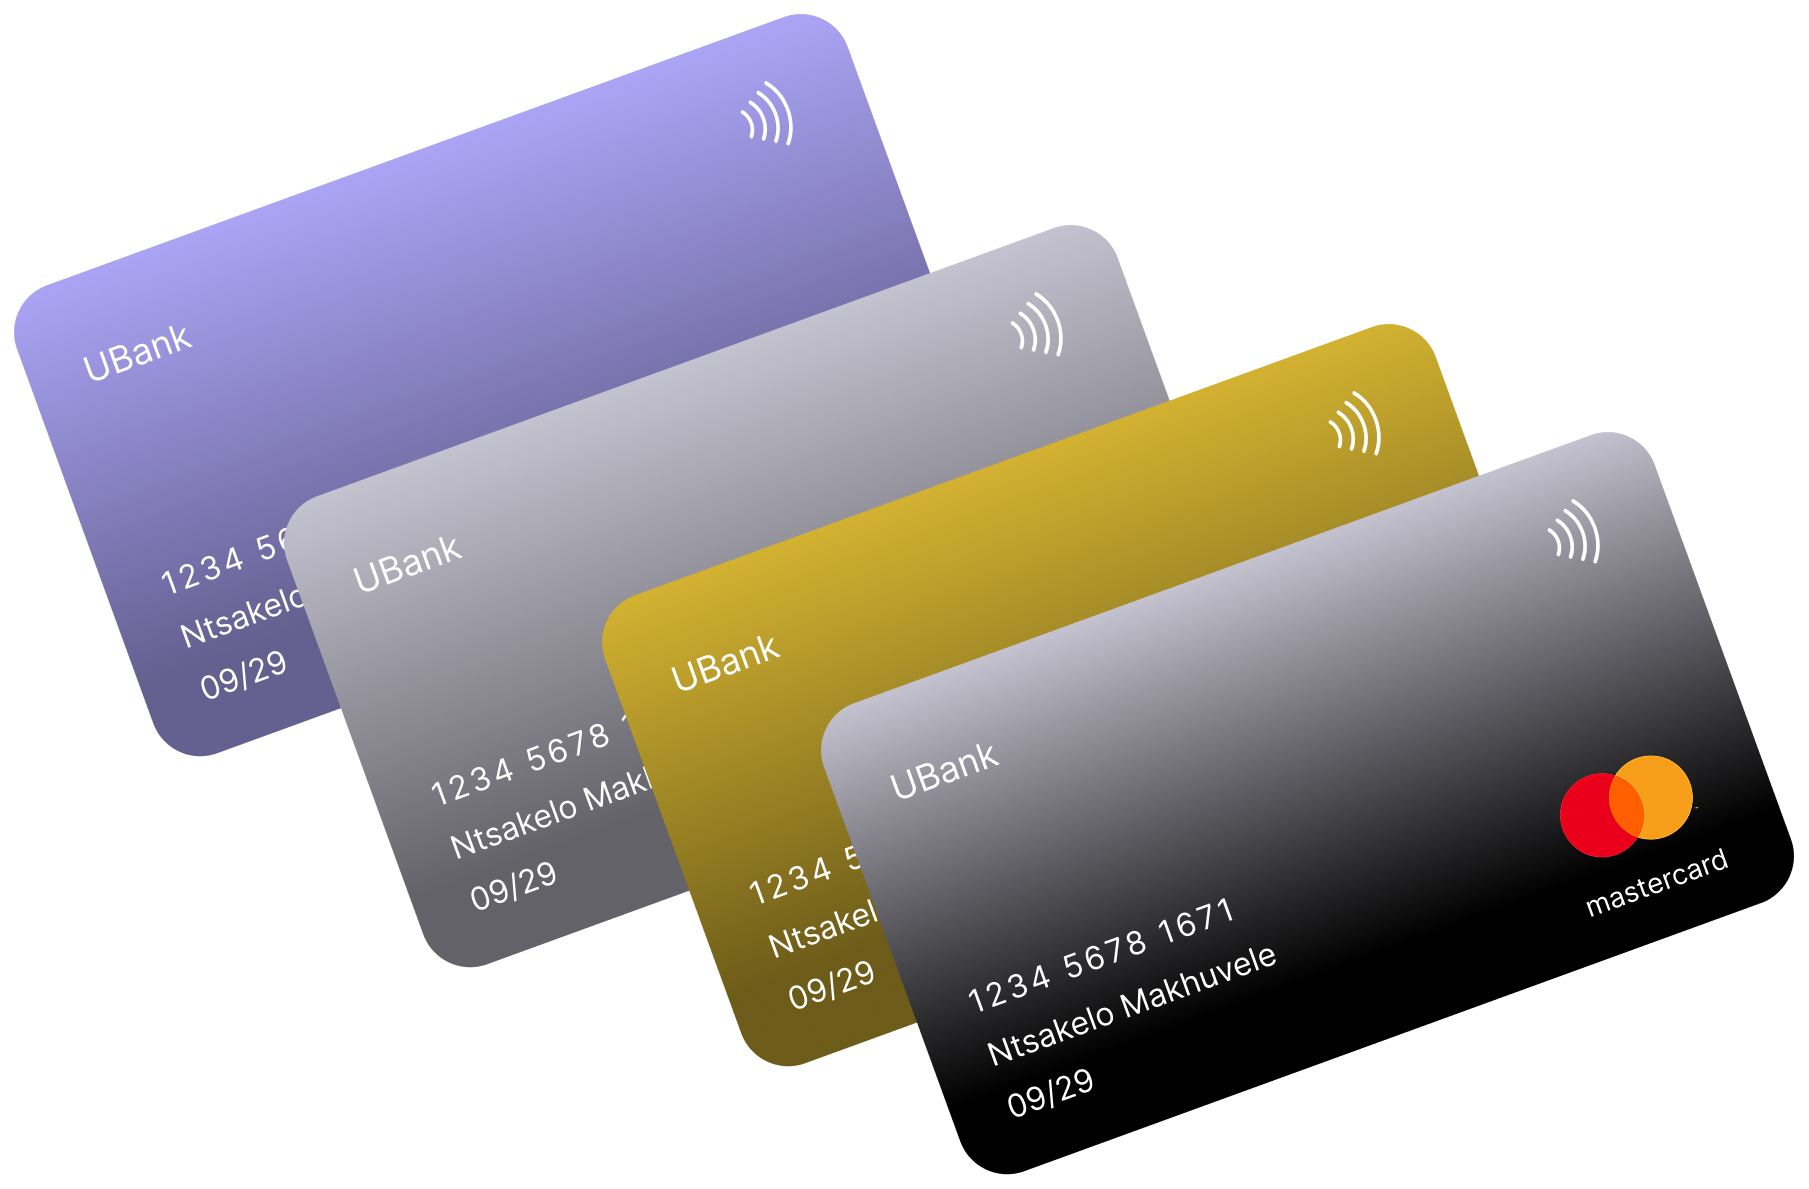 UBank
1234 56
Ntsakelo
09/29
UBank
1234 5678
Ntsakelo Makh
09/29
UBank
1234 5
Ntsakel
09/29
UBank
1234 5678 1671
Ntsakelo Makhuvele
09/29
mastercard